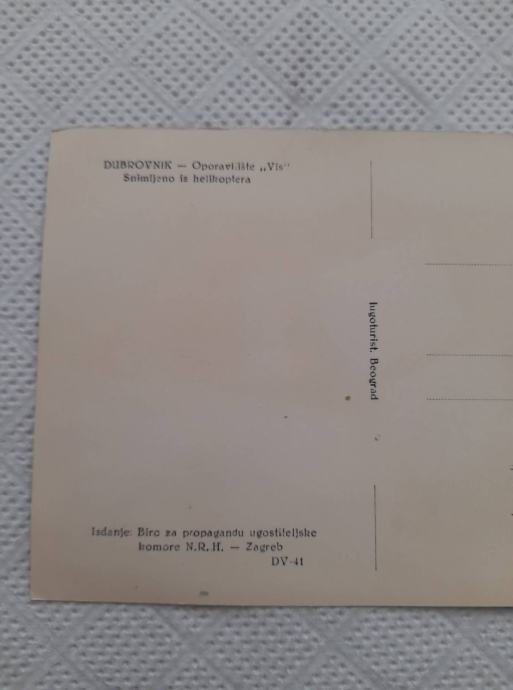 DUBROVNIK — Oporavilište „Vis“
Snimljeno iz helikoptera
Jugoturist, Beograd
Izdanje: Biro za propagandu ugostiteljske
komore N.R.H. — Zagreb
DV-41